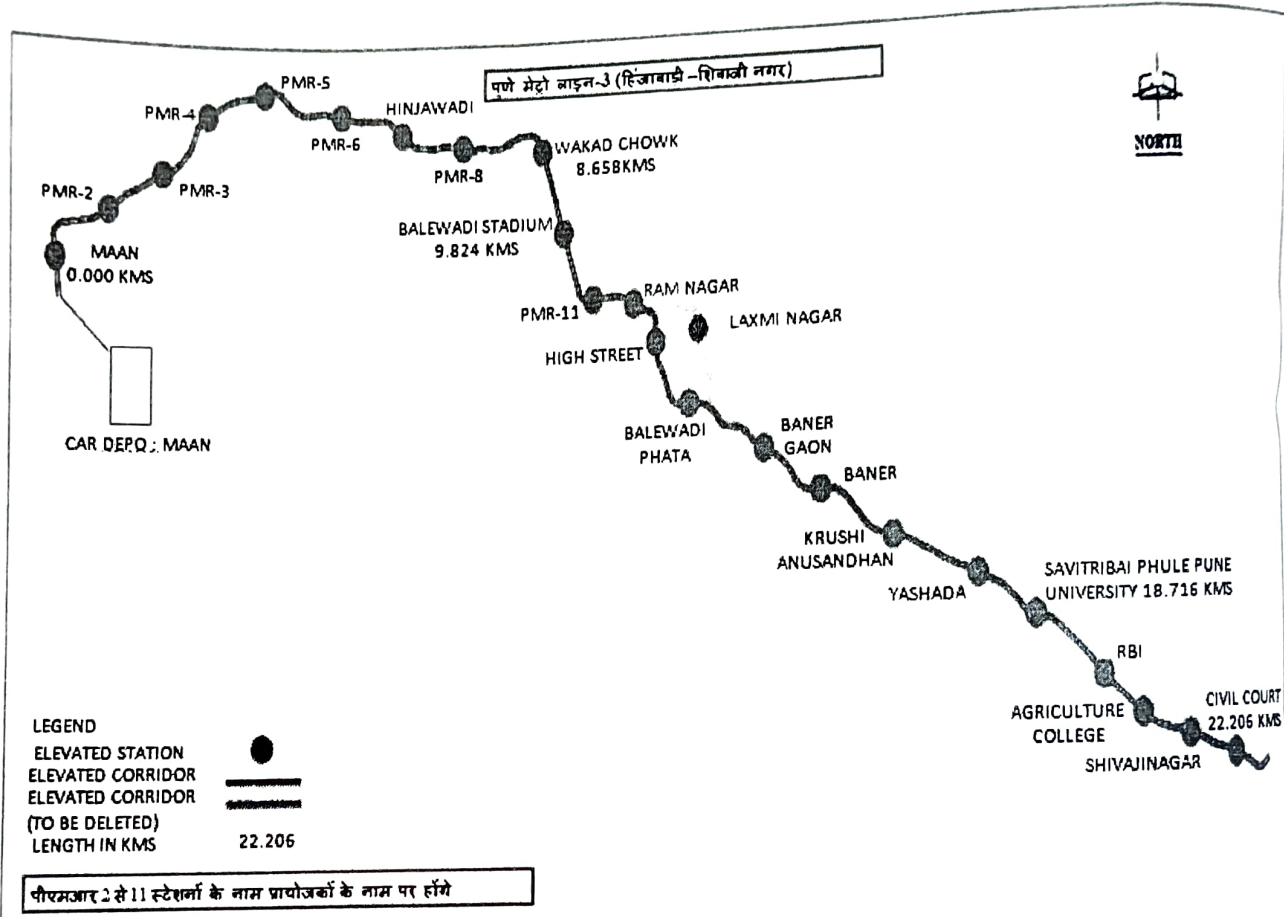 पुणे मेट्रो लाइन-3 (हिंजावाडी-शिवाजी नगर)
NORTH
PMR-5
PMR-4
HINJAWADI
PMR-6
WAKAD CHOWK
8.658KMS
PMR-8
PMR-2
PMR-3
BALEWADI STADIUM
9.824 KMS
MAAN
0.000 KMS
RAM NAGAR
PMR-11
LAXMI NAGAR
HIGH STREET
CAR DEPO : MAAN
BALEWADI
PHATA
BANER
GAON
BANER
KRUSHI
ANUSANDHAN
YASHADA
SAVITRIBAI PHULE PUNE
UNIVERSITY 18.716 KMS
RBI
AGRICULTURE
COLLEGE
CIVIL COURT
22.206 KMS
SHIVAJINAGAR
LEGEND
ELEVATED STATION
ELEVATED CORRIDOR
ELEVATED CORRIDOR
(TO BE DELETED)
LENGTH IN KMS 22.206
पीएमआर 2 से 11 स्टेशनों के नाम प्रायोजकों के नाम पर होंगे